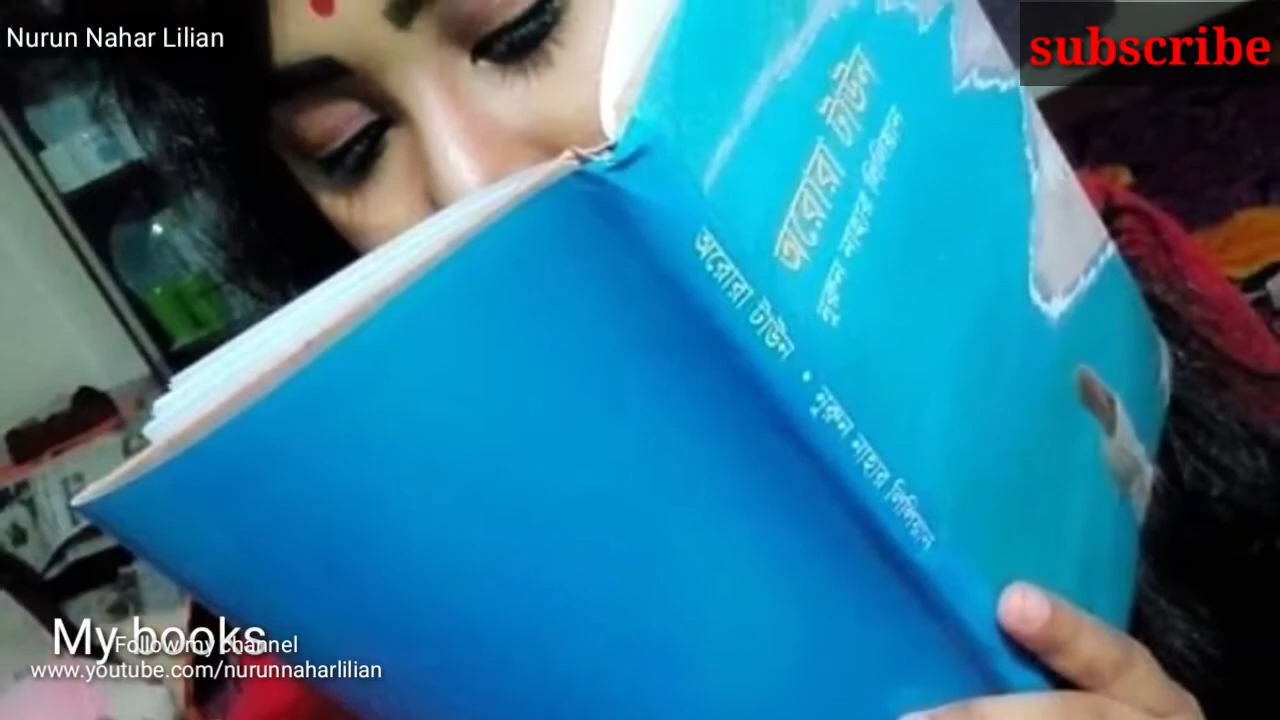 Nurun Nahar Lilian
subscribe
অরোরা টাউন
নুরুন নাহার লিলিয়ান
অরোরা টাউন • নুরুন নাহার লিলিয়ান
My books
Follow my channel
www.youtube.com/nurunnaharlilian